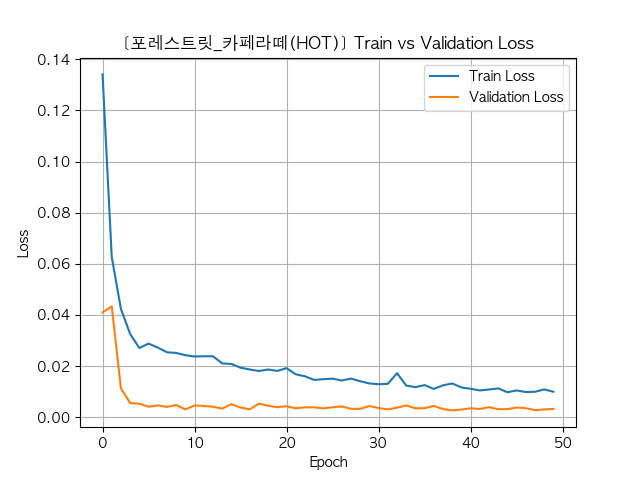 [포레스트릿_카페라떼(HOT)] Train vs Validation Loss
Train Loss
Validation Loss
0.14
0.12
0.10
0.08
0.06
0.04
0.02
0.00
Loss
0 10 20 30 40 50
Epoch